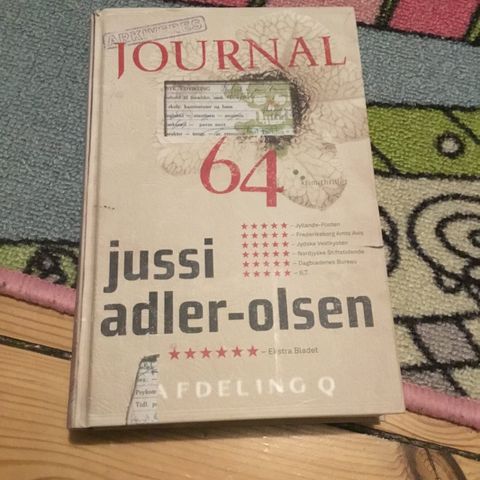 ARKIVERES
JOURNAL
64
krimithriller
★★★★★★ – Jyllands-Posten
★★★★★★ – Frederiksborg Amts Avis
★★★★★★ – Jydske Vestkysten
★★★★★★ – Nordjyske Stiftstidende
★★★★★★ – Dagbladenes Bureau
★★★★★★ – B.T.
jussi
adler-olsen
★★★★★★ – Ekstra Bladet
AFDELING Q